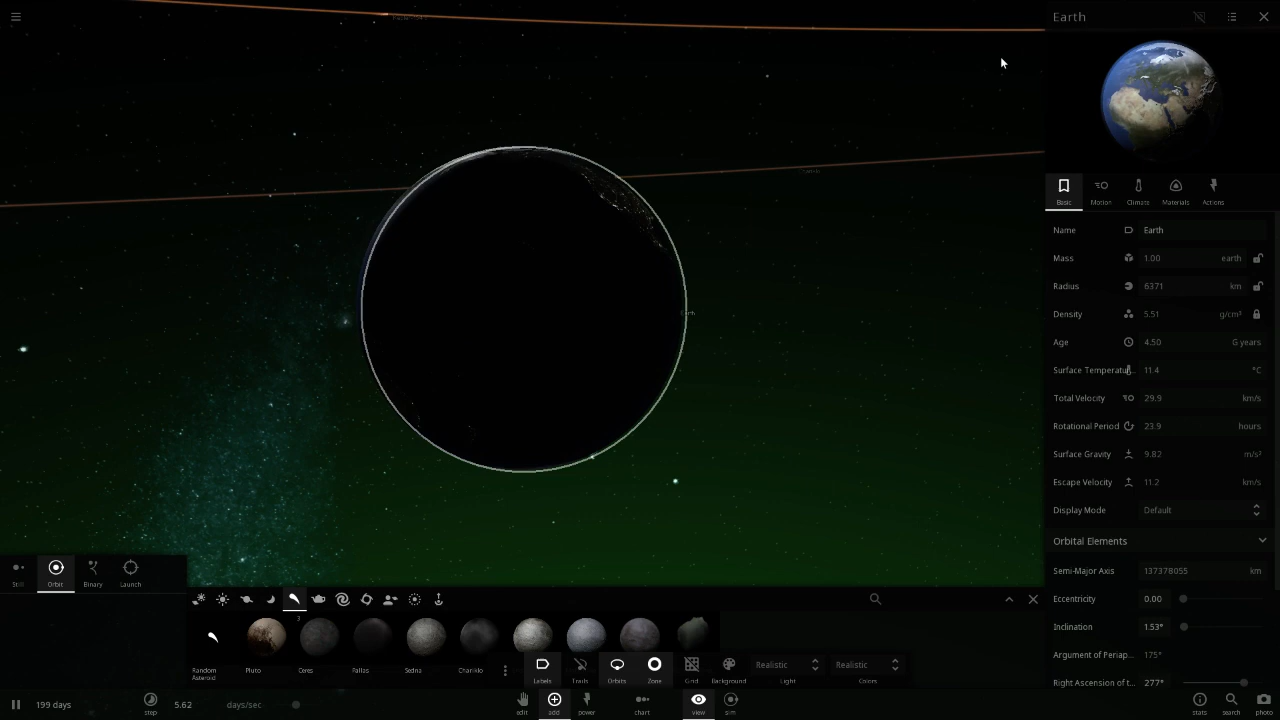 Earth
Basic
Motion
Climate
Materials
Actions
Name Earth
Mass 1.00 earth
Radius 6371 km
Density 5.51 g/cm³
Age 4.50 G years
Surface Temperatu... 11.4 °C
Total Velocity 29.9 km/s
Rotational Period 23.9 hours
Surface Gravity 9.82 m/s²
Escape Velocity 11.2 km/s
Display Mode Default
Orbital Elements
Semi-Major Axis 137378055 km
Eccentricity 0.00
Inclination 1.53°
Argument of Periap... 175°
Right Ascension of t... 277°
Still
Orbit
Binary
Launch
3
Random Asteroid
Pluto
Ceres
Pallas
Sedna
Chariklo
Labels
Trails
Orbits
Zone
Grid
Background
Realistic
Light
Realistic
Colors
199 days
step
5.62 days/sec
edit
add
power
chart
view
sim
stats
search
photo